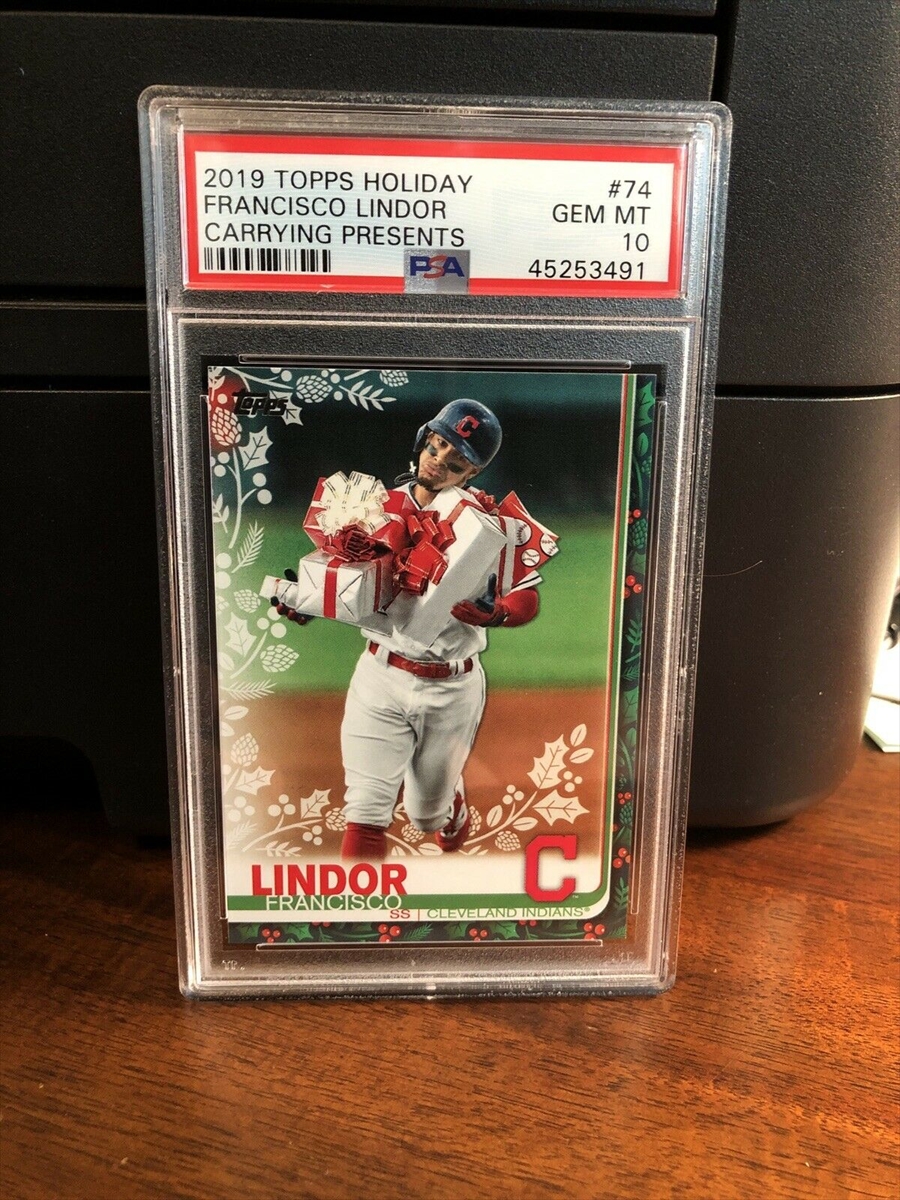 2019 TOPPS HOLIDAY #74
FRANCISCO LINDOR GEM MT
CARRYING PRESENTS 10
PSA 45253491
Topps
C
LINDOR C
FRANCISCO
SS | CLEVELAND INDIANS®